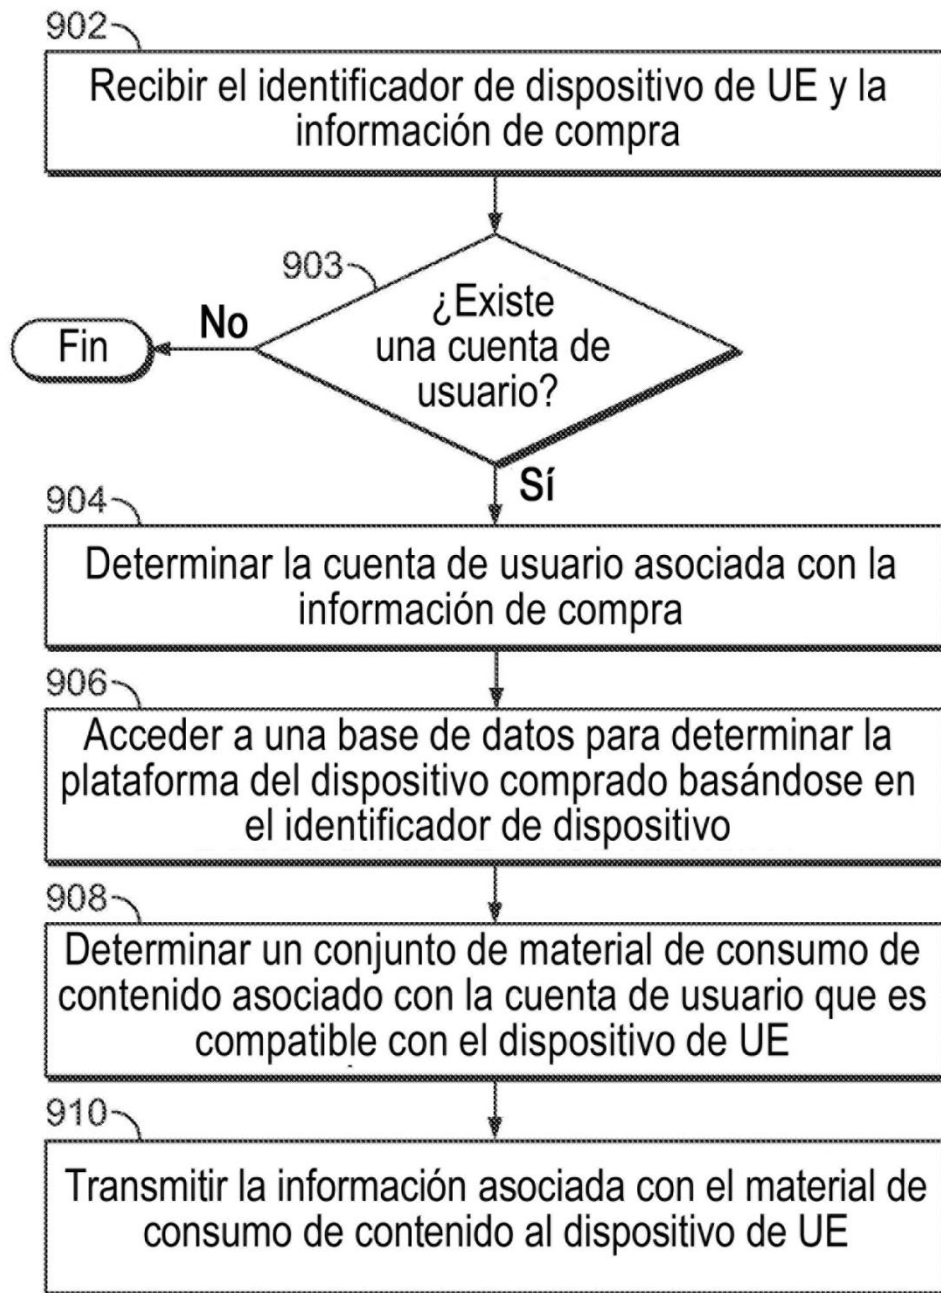 902
Recibir el identificador de dispositivo de UE y la
información de compra
903
¿Existe
una cuenta de
usuario?
No
Fin
Sí
904
Determinar la cuenta de usuario asociada con la
información de compra
906
Acceder a una base de datos para determinar la
plataforma del dispositivo comprado basándose en
el identificador de dispositivo
908
Determinar un conjunto de material de consumo de
contenido asociado con la cuenta de usuario que es
compatible con el dispositivo de UE
910
Transmitir la información asociada con el material de
consumo de contenido al dispositivo de UE